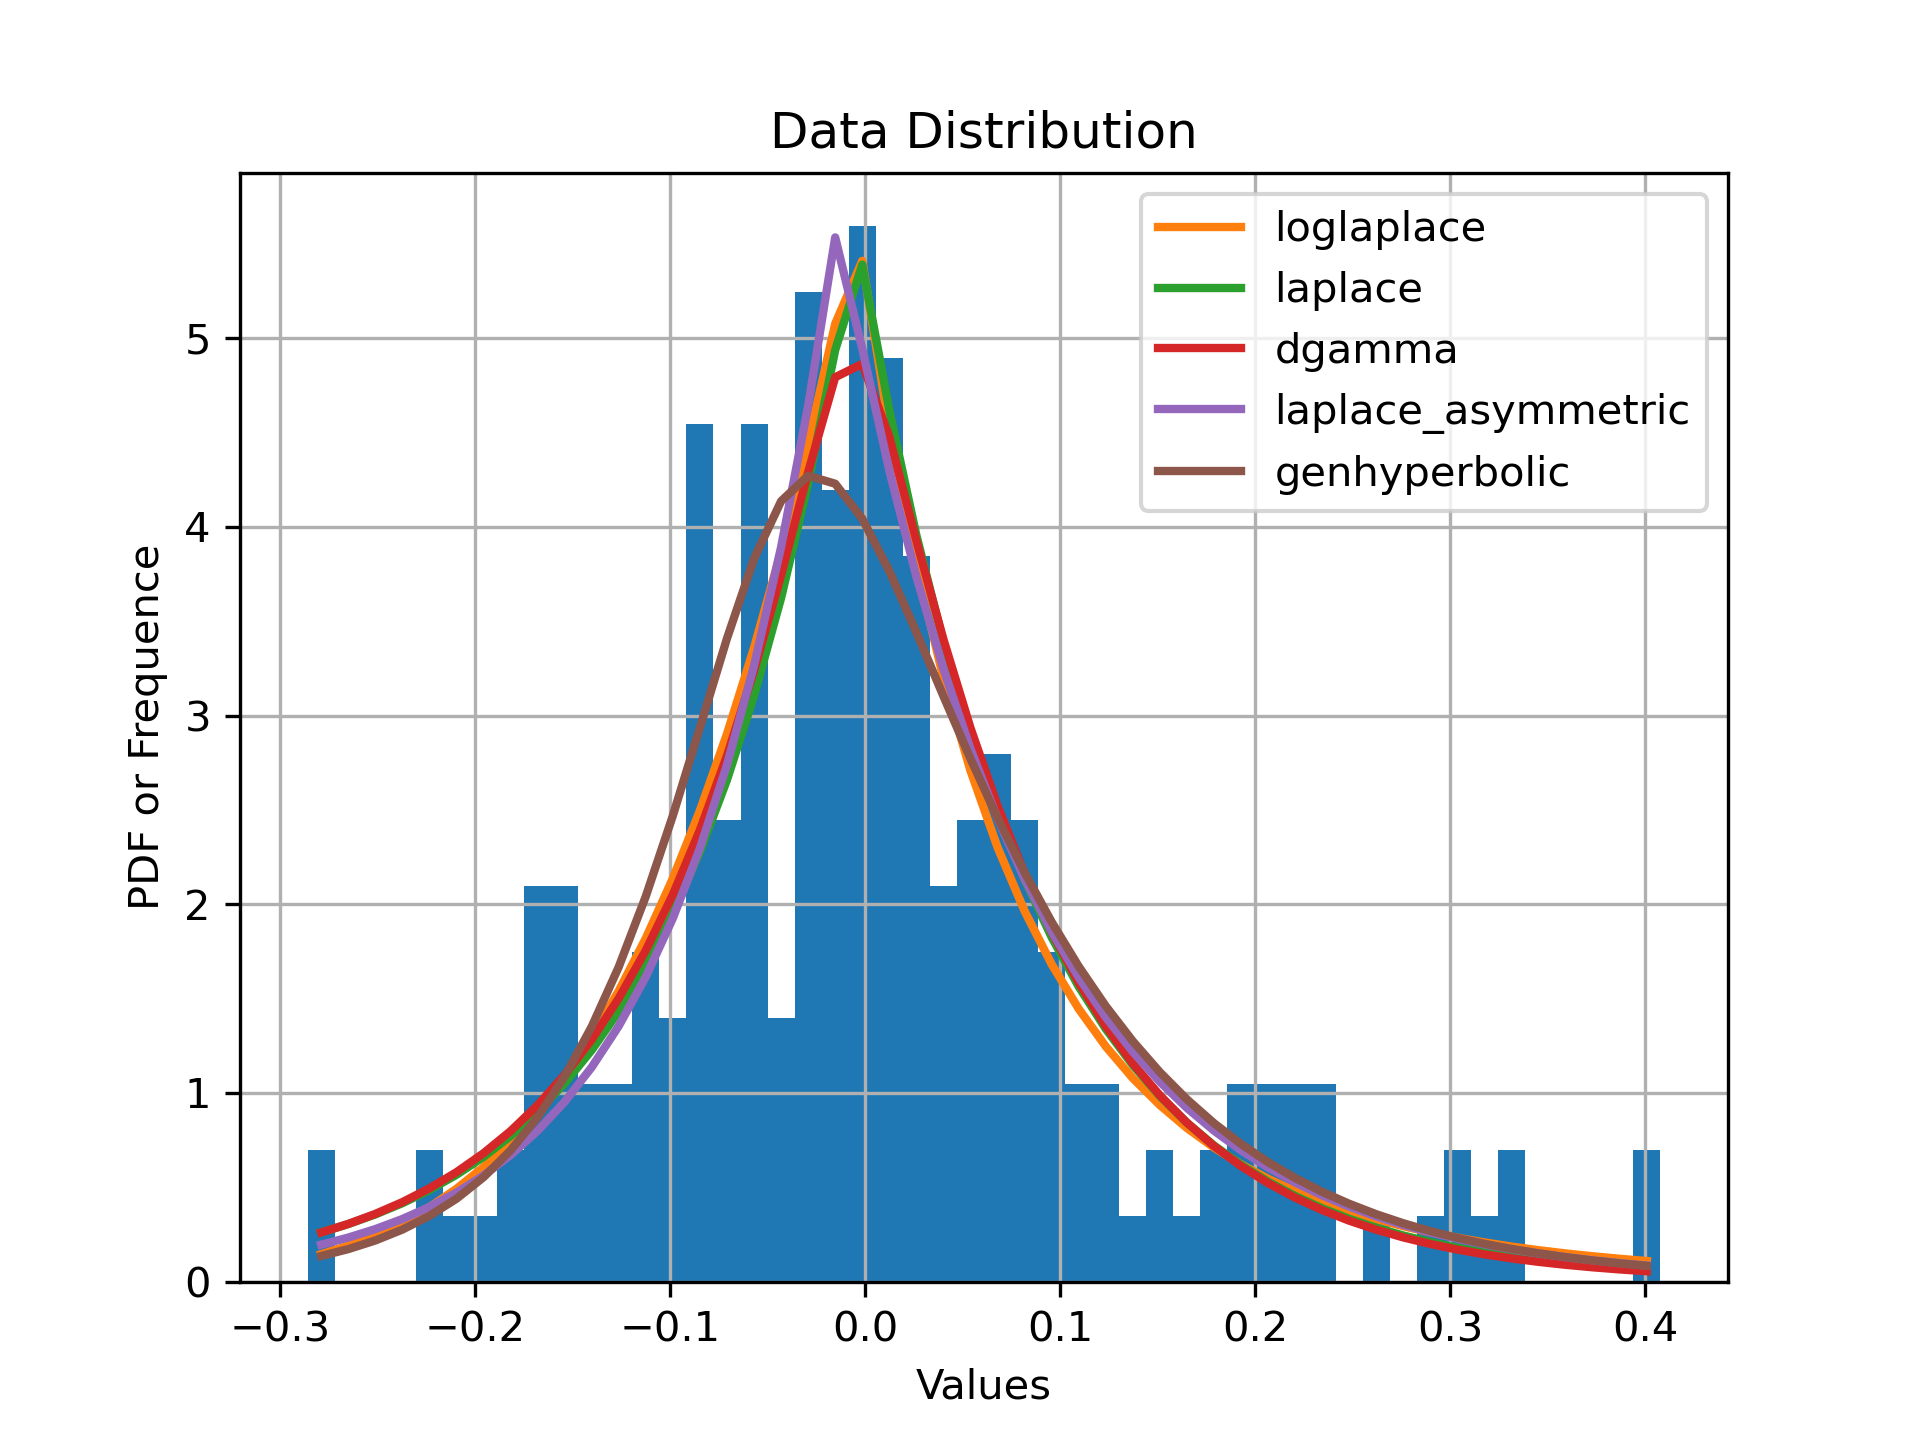 Data Distribution
loglaplace
laplace
dgamma
laplace_asymmetric
genhyperbolic
PDF or Frequence
5
4
3
2
1
0
−0.3 −0.2 −0.1 0.0 0.1 0.2 0.3 0.4
Values